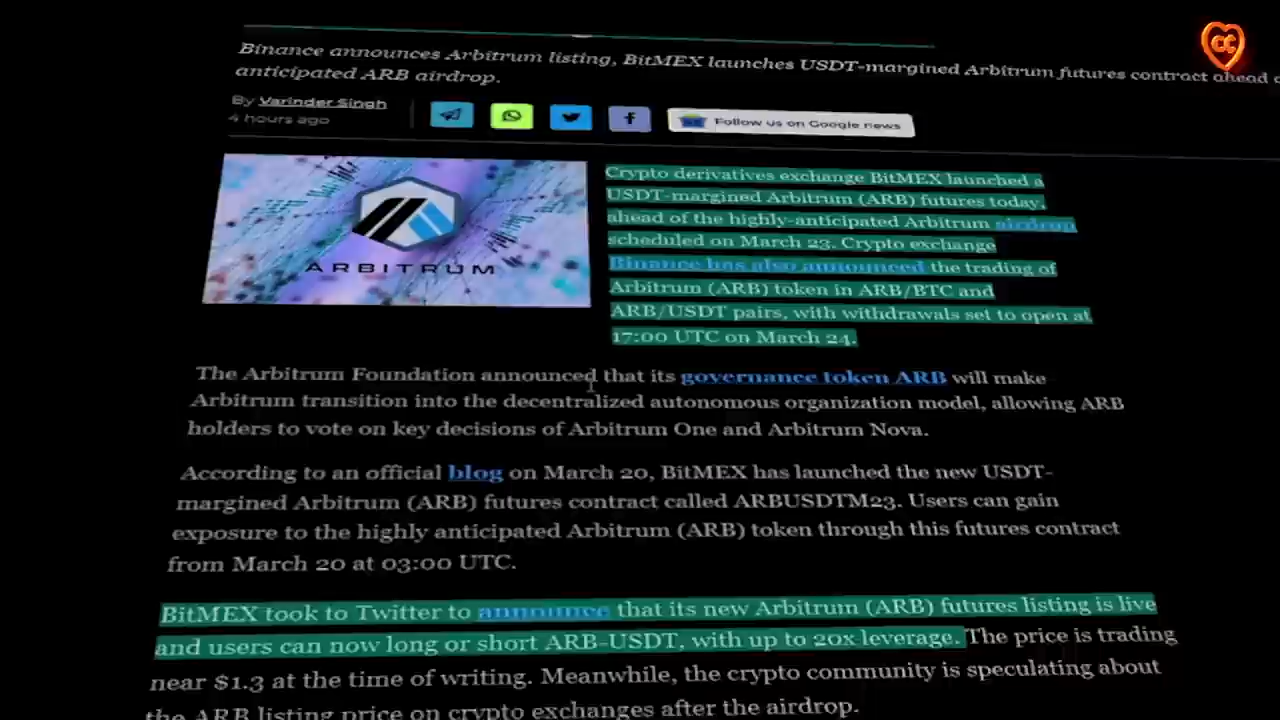 Binance announces Arbitrum listing, BitMEX launches USDT-margined Arbitrum futures contract ahead
anticipated ARB airdrop.
By Varinder Singh
4 hours ago
Follow us on Google news
CC
ARBITRUM
Crypto derivatives exchange BitMEX launched a
USDT-margined Arbitrum (ARB) futures today,
ahead of the highly-anticipated Arbitrum airdrop
scheduled on March 23. Crypto exchange
Binance has also announced the trading of
Arbitrum (ARB) token in ARB/BTC and
ARB/USDT pairs, with withdrawals set to open at
17:00 UTC on March 24.
The Arbitrum Foundation announced that its governance token ARB will make
Arbitrum transition into the decentralized autonomous organization model, allowing ARB
holders to vote on key decisions of Arbitrum One and Arbitrum Nova.
According to an official blog on March 20, BitMEX has launched the new USDT-
margined Arbitrum (ARB) futures contract called ARBUSDTM23. Users can gain
exposure to the highly anticipated Arbitrum (ARB) token through this futures contract
from March 20 at 03:00 UTC.
BitMEX took to Twitter to announce that its new Arbitrum (ARB) futures listing is live
and users can now long or short ARB-USDT, with up to 20x leverage. The price is trading
near $1.3 at the time of writing. Meanwhile, the crypto community is speculating about
the ARB listing price on crypto exchanges after the airdrop.